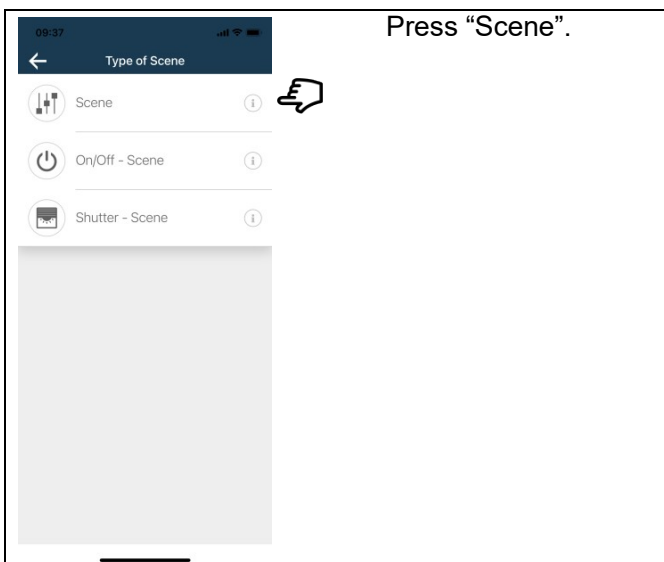 Press “Scene”.
09:37
Type of Scene
Scene
i
On/Off - Scene
i
Shutter - Scene
i